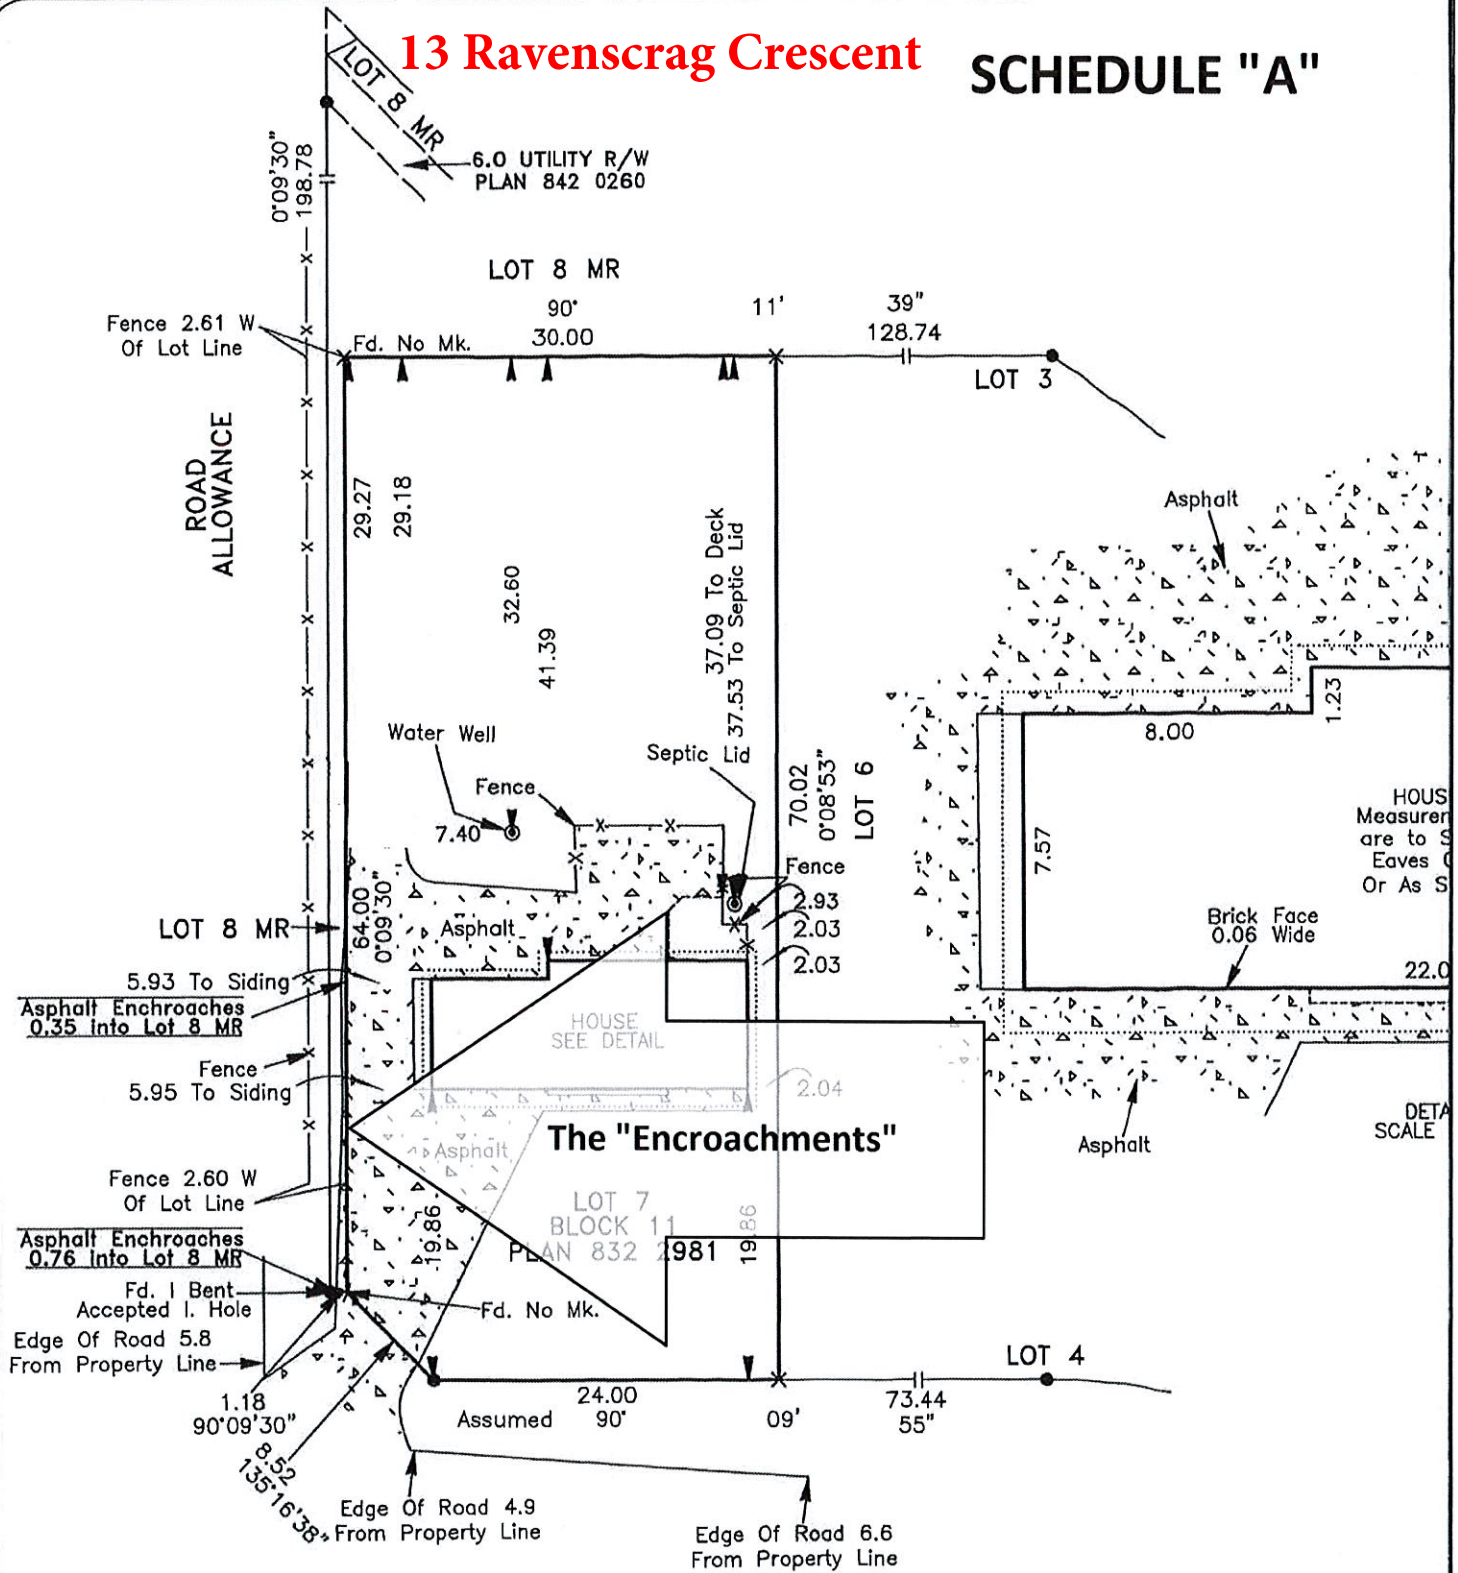 13 Ravenscrag Crescent
SCHEDULE "A"
LOT 8 MR
6.0 UTILITY R/W
PLAN 842 0260
0°09'30"
198.78
LOT 8 MR
90° 11' 39"
30.00 128.74
Fence 2.61 W
Of Lot Line
Fd. No Mk.
LOT 3
ROAD
ALLOWANCE
29.27
29.18
32.60
41.39
37.09 To Deck
37.53 To Septic Lid
Asphalt
1.23
8.00
Water Well
Septic Lid
Fence
7.40
70.02
0°08'53"
LOT 6
7.57
HOUS
Measuren
are to S
Eaves
Or As S
Fence
2.93
2.03
2.03
Brick Face
0.06 Wide
22.0
LOT 8 MR
64.00
0°09'30"
Asphalt
5.93 To Siding
Asphalt Enchroaches
0.35 Into Lot 8 MR
HOUSE
SEE DETAIL
Fence
5.95 To Siding
2.04
DETA
SCALE
Asphalt
The "Encroachments"
Asphalt
Fence 2.60 W
Of Lot Line
LOT 7
BLOCK 11
PLAN 832 2981
19.86
19.86
Asphalt Enchroaches
0.76 Into Lot 8 MR
Fd. I Bent
Accepted I. Hole
Fd. No Mk.
Edge Of Road 5.8
From Property Line
LOT 4
1.18
90°09'30"
24.00 73.44
Assumed 90° 09' 55"
8.52
135°16'38"
Edge Of Road 4.9
From Property Line
Edge Of Road 6.6
From Property Line